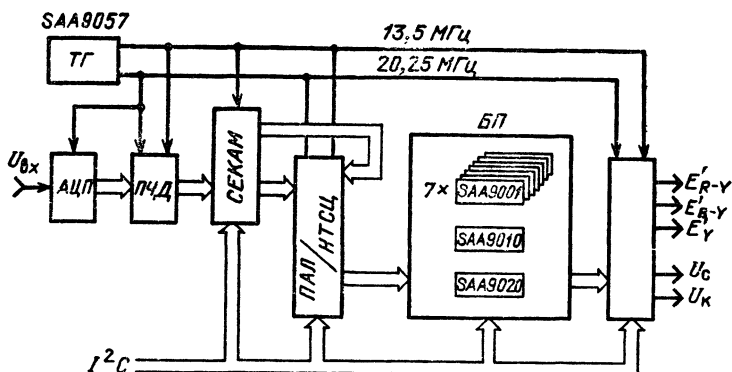 SAA9057
ТГ
13,5 МГц
20,25 МГц
Uвх
АЦП
ПЧД
СЕКАМ
ПАЛ/НТСЦ
БП
7×
SAA9001
SAA9010
SAA9020
E'R-Y
E'B-Y
E'Y
Uс
Uк
I²C